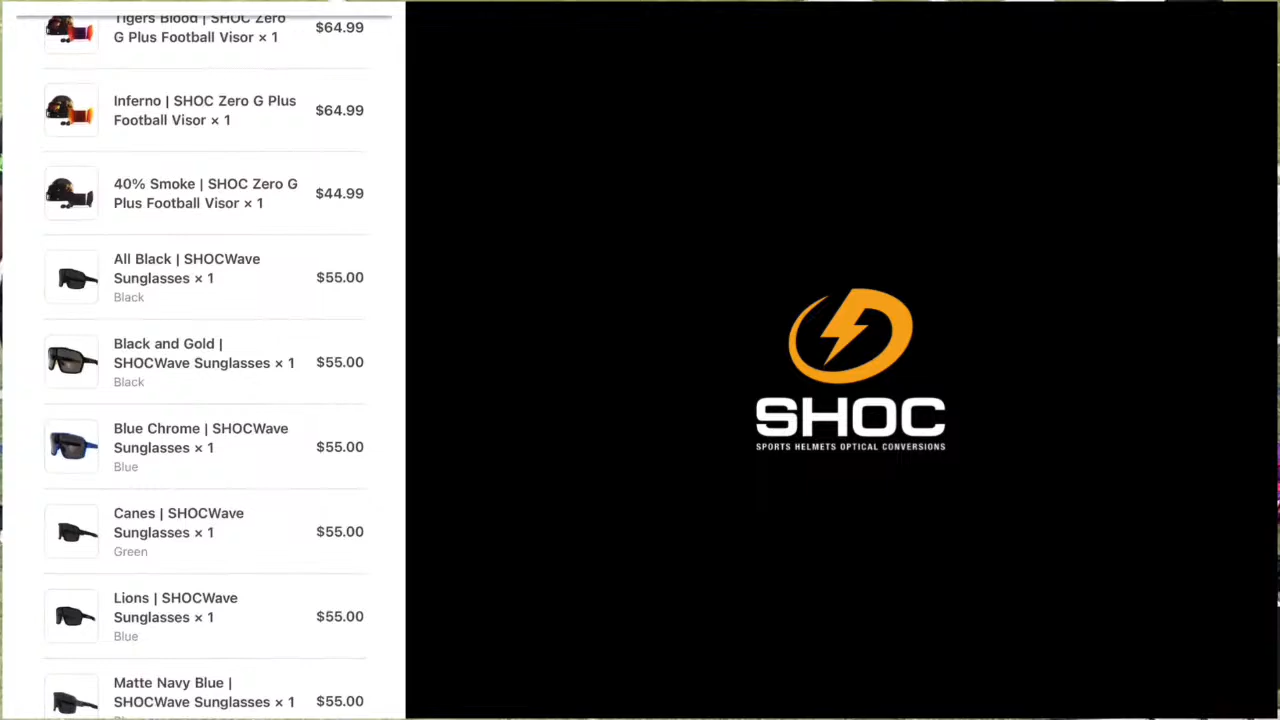 Tigers Blood | SHOC Zero
G Plus Football Visor × 1
$64.99
Inferno | SHOC Zero G Plus
Football Visor × 1
$64.99
40% Smoke | SHOC Zero G
Plus Football Visor × 1
$44.99
All Black | SHOCWave
Sunglasses × 1
Black
$55.00
Black and Gold |
SHOCWave Sunglasses × 1
Black
$55.00
Blue Chrome | SHOCWave
Sunglasses × 1
Blue
$55.00
Canes | SHOCWave
Sunglasses × 1
Green
$55.00
Lions | SHOCWave
Sunglasses × 1
Blue
$55.00
Matte Navy Blue |
SHOCWave Sunglasses × 1
$55.00
SHOC
SPORTS HELMETS OPTICAL CONVERSIONS